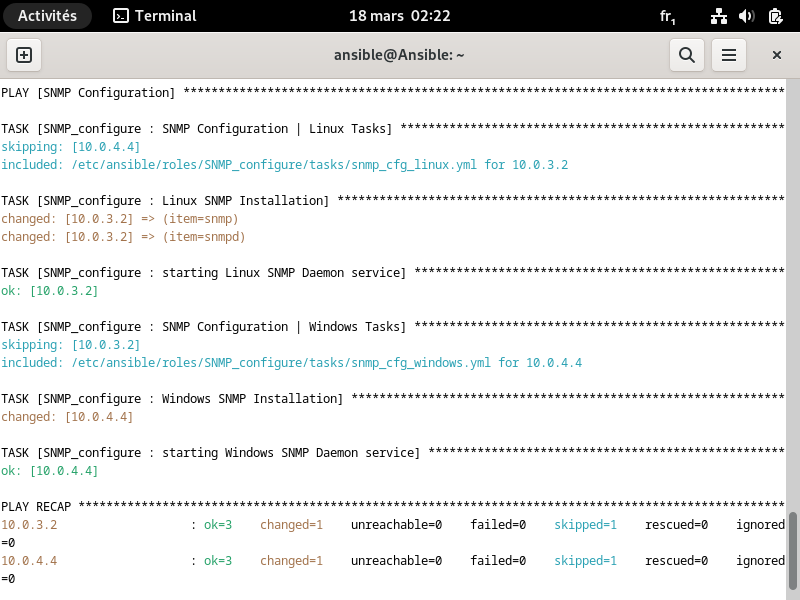 Activités Terminal 18 mars 02:22 fr1
ansible@Ansible: ~
PLAY [SNMP Configuration] **************************************************************************************
TASK [SNMP_configure : SNMP Configuration | Linux Tasks] *******************************************************
skipping: [10.0.4.4]
included: /etc/ansible/roles/SNMP_configure/tasks/snmp_cfg_linux.yml for 10.0.3.2
TASK [SNMP_configure : Linux SNMP Installation] ****************************************************************
changed: [10.0.3.2] => (item=snmp)
changed: [10.0.3.2] => (item=snmpd)
TASK [SNMP_configure : starting Linux SNMP Daemon service] *****************************************************
ok: [10.0.3.2]
TASK [SNMP_configure : SNMP Configuration | Windows Tasks] *****************************************************
skipping: [10.0.3.2]
included: /etc/ansible/roles/SNMP_configure/tasks/snmp_cfg_windows.yml for 10.0.4.4
TASK [SNMP_configure : Windows SNMP Installation] **************************************************************
changed: [10.0.4.4]
TASK [SNMP_configure : starting Windows SNMP Daemon service] ***************************************************
ok: [10.0.4.4]
PLAY RECAP *****************************************************************************************************
10.0.3.2 : ok=3 changed=1 unreachable=0 failed=0 skipped=1 rescued=0 ignored
=0
10.0.4.4 : ok=3 changed=1 unreachable=0 failed=0 skipped=1 rescued=0 ignored
=0